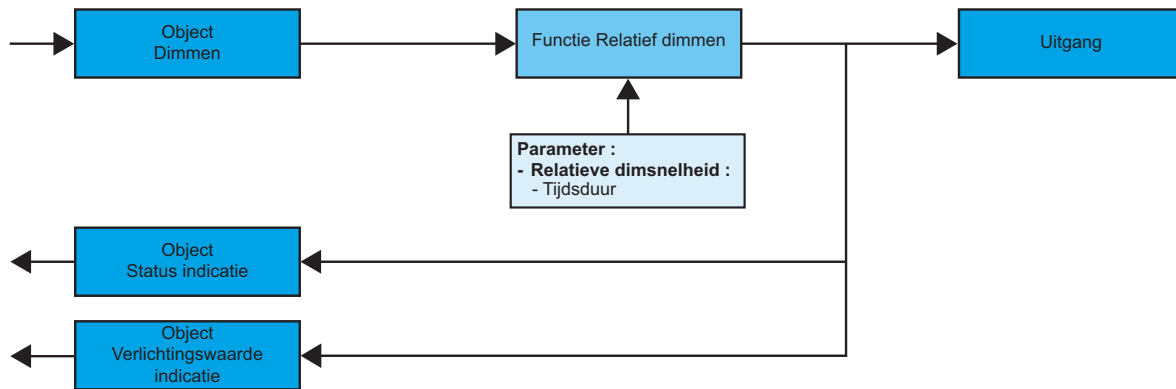 Object
Dimmen
Functie Relatief dimmen
Uitgang
Parameter :
- Relatieve dimsnelheid :
- Tijdsduur
Object
Status indicatie
Object
Verlichtingswaarde
indicatie